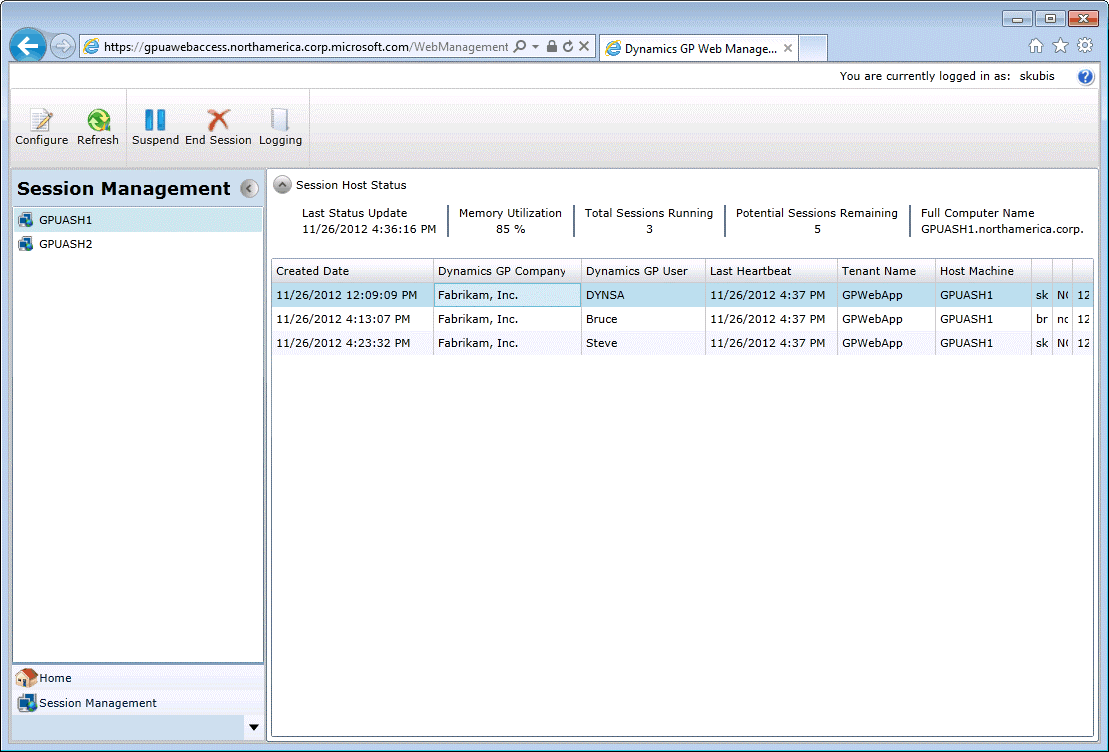 https://gpuawebaccess.northamerica.corp.microsoft.com/WebManagement
Dynamics GP Web Manage...
You are currently logged in as: skubis
Configure Refresh Suspend End Session Logging
Session Management
GPUASH1
GPUASH2
Home
Session Management
Session Host Status
Last Status Update Memory Utilization Total Sessions Running Potential Sessions Remaining Full Computer Name
11/26/2012 4:36:16 PM 85 % 3 5 GPUASH1.northamerica.corp.
Created Date Dynamics GP Company Dynamics GP User Last Heartbeat Tenant Name Host Machine
11/26/2012 12:09:09 PM Fabrikam, Inc. DYNSA 11/26/2012 4:37 PM GPWebApp GPUASH1 sk 12
11/26/2012 4:13:07 PM Fabrikam, Inc. Bruce 11/26/2012 4:37 PM GPWebApp GPUASH1 br 12
11/26/2012 4:23:32 PM Fabrikam, Inc. Steve 11/26/2012 4:37 PM GPWebApp GPUASH1 sk 12